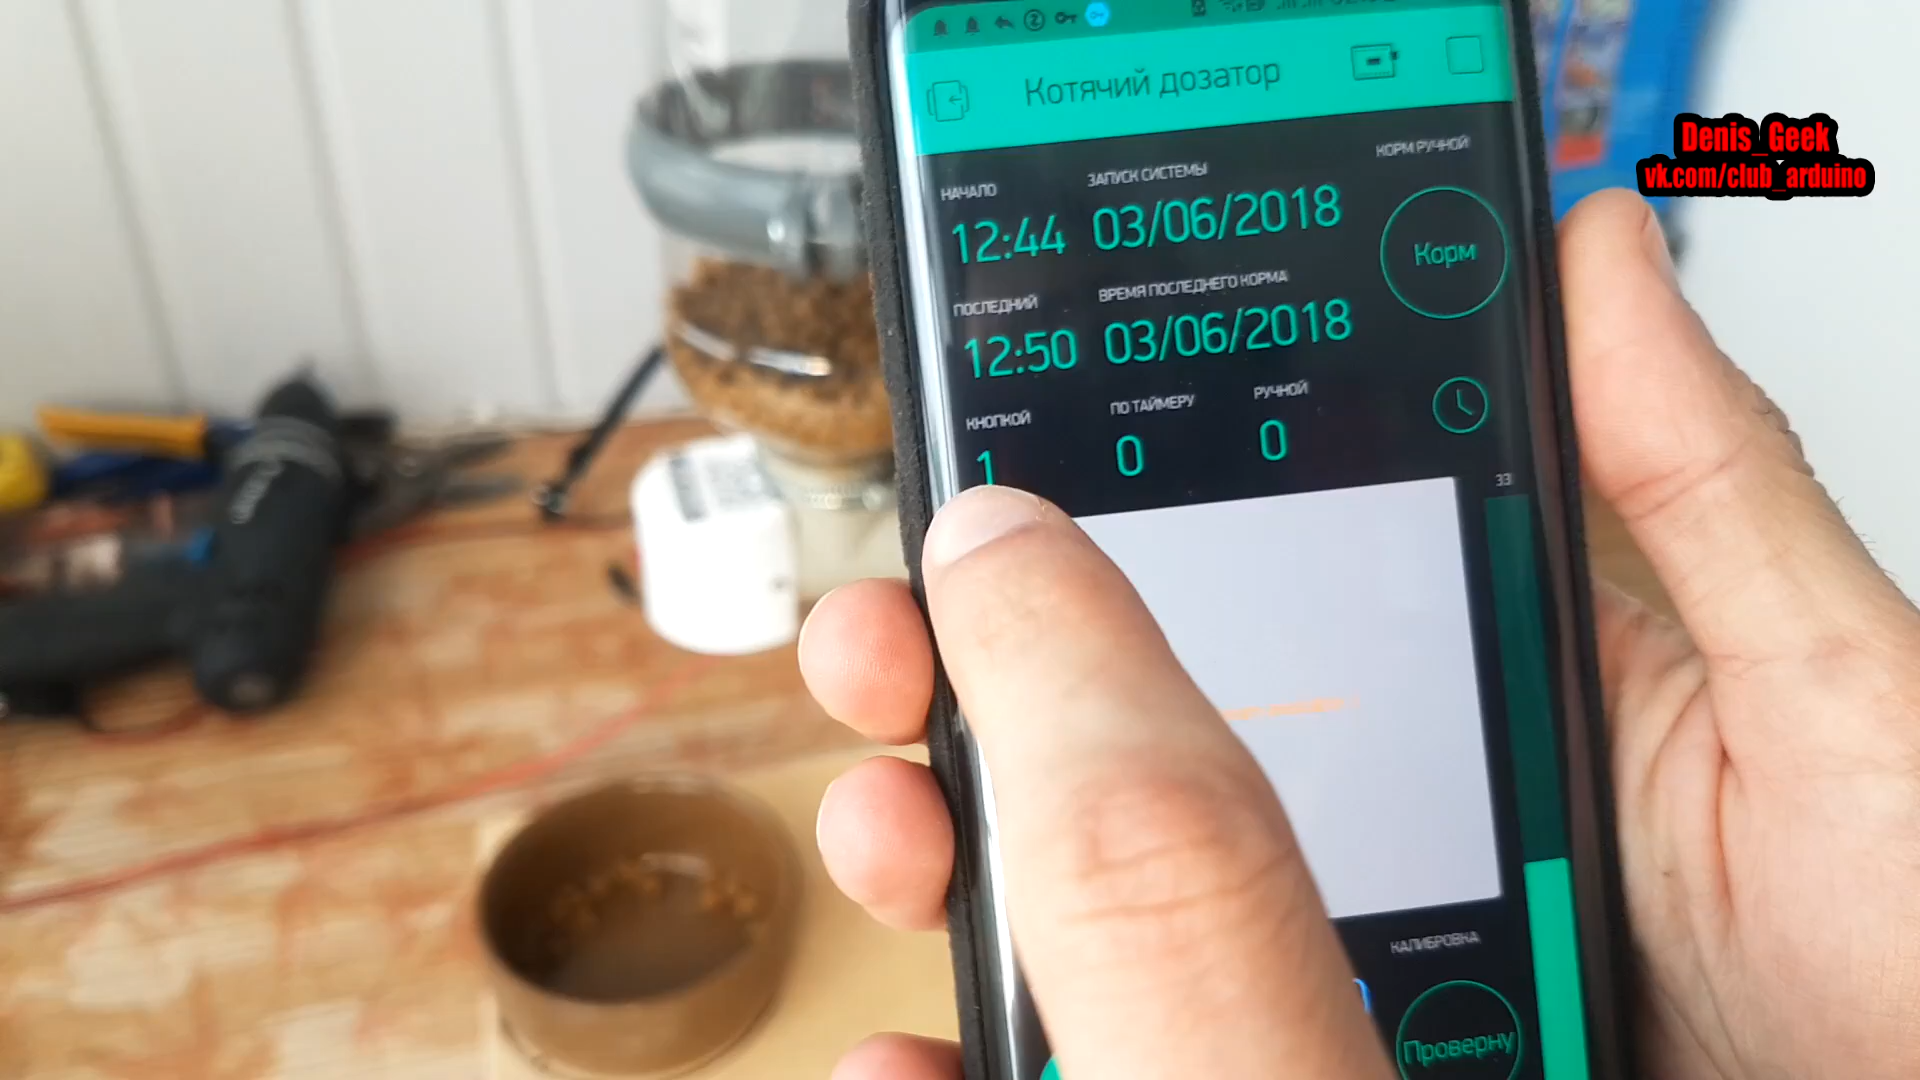 Котячий дозатор
НАЧАЛО
ЗАПУСК СИСТЕМЫ
КОРМ РУЧНОЙ
12:44
03/06/2018
Корм
ПОСЛЕДНИЙ
ВРЕМЯ ПОСЛЕДНЕГО КОРМА
12:50
03/06/2018
КНОПКОЙ
ПО ТАЙМЕРУ
РУЧНОЙ
1
0
0
33
КАЛИБРОВКА
Проверну
Denis_Geek
vk.com/club_arduino